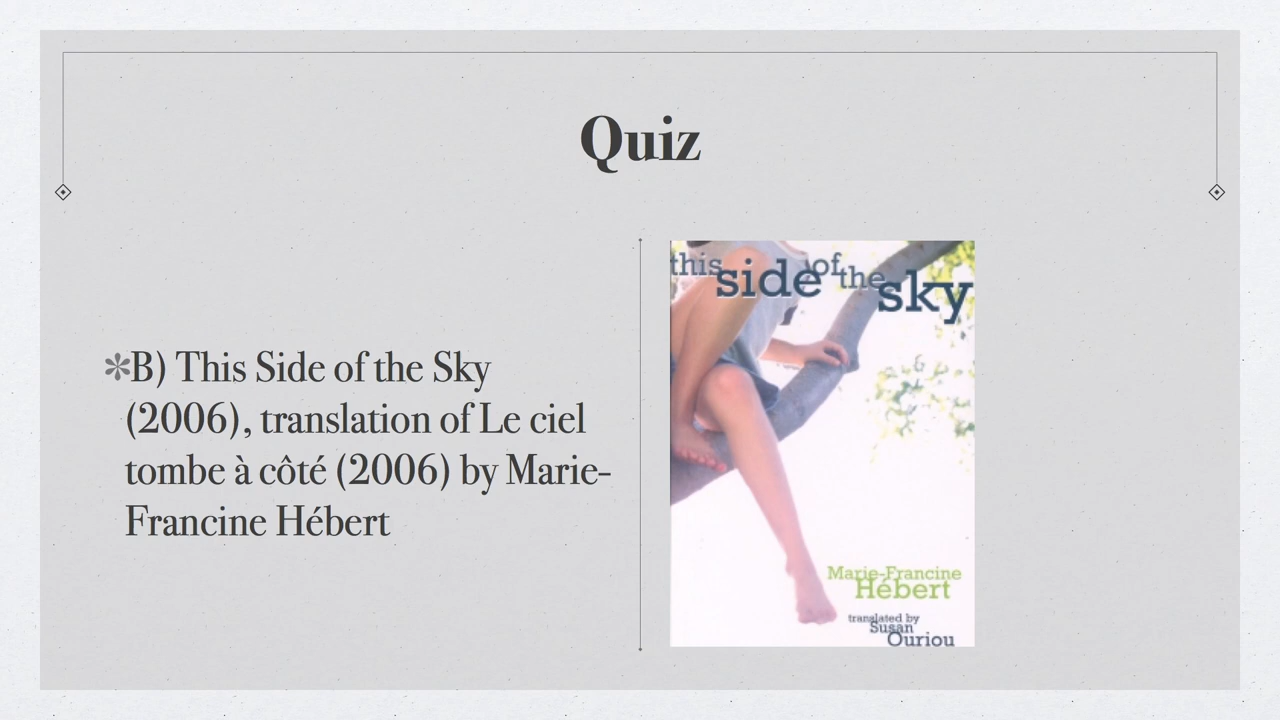 Quiz
✻B) This Side of the Sky
(2006), translation of Le ciel
tombe à côté (2006) by Marie-
Francine Hébert
this side of the sky
Marie-Francine
Hébert
translated by
Susan
Ouriou